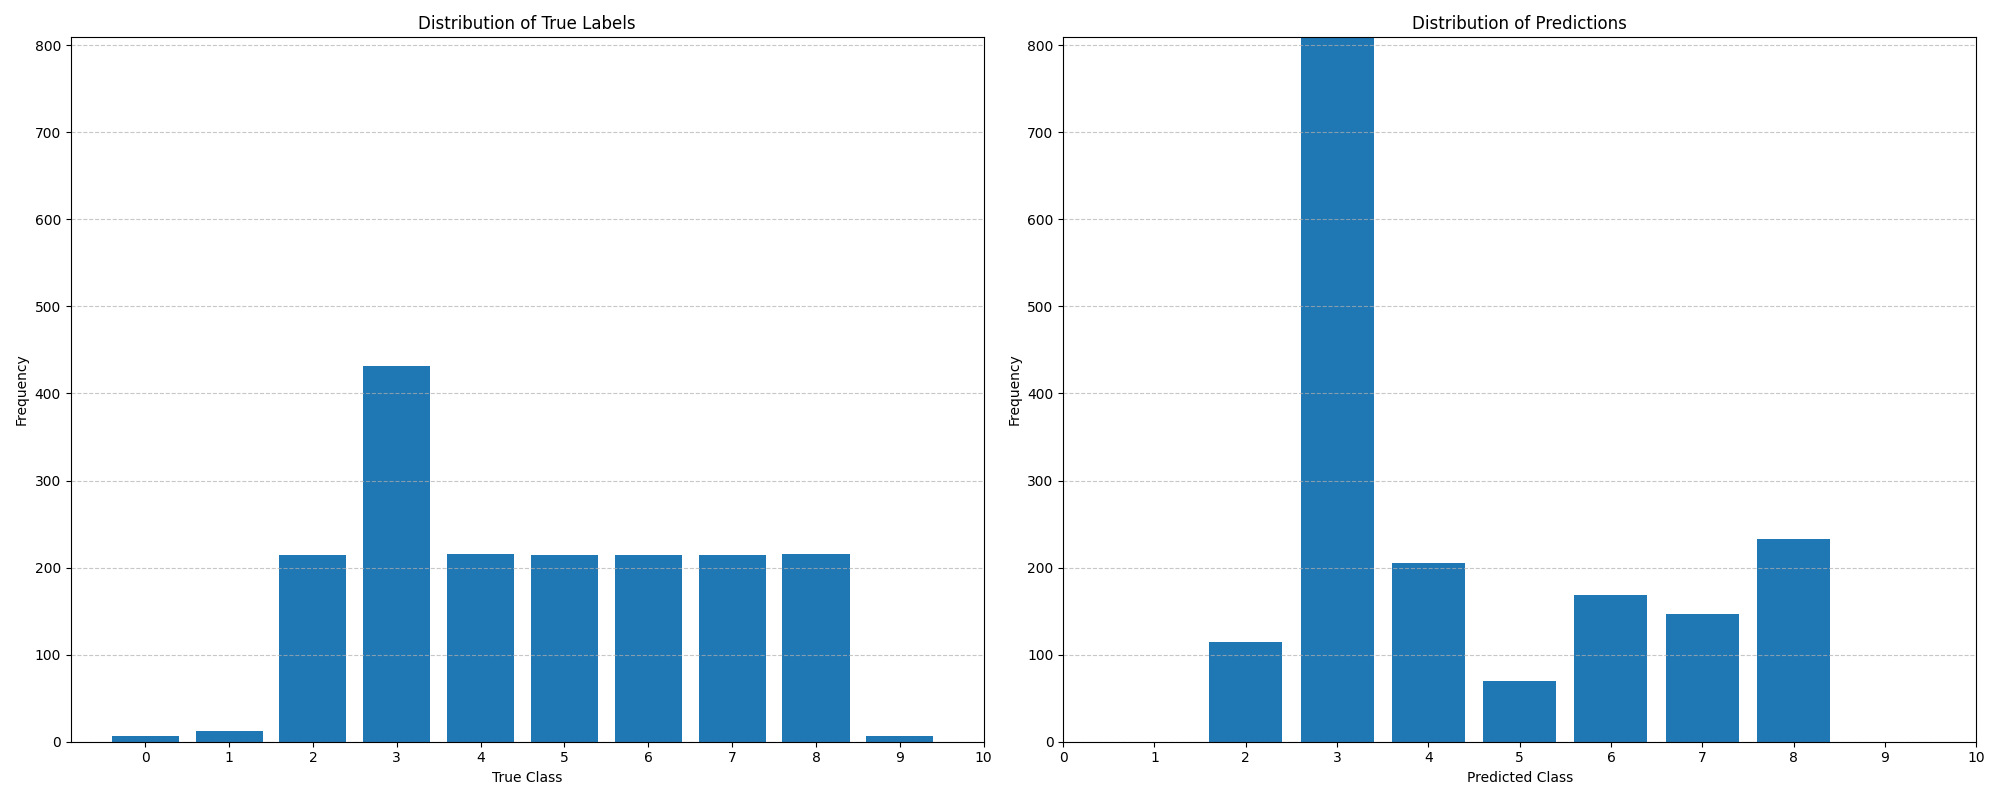 Distribution of True Labels
800
700
600
500
400
300
200
100
0
Frequency
0 1 2 3 4 5 6 7 8 9 10
True Class
Distribution of Predictions
800
700
600
500
400
300
200
100
0
Frequency
0 1 2 3 4 5 6 7 8 9 10
Predicted Class